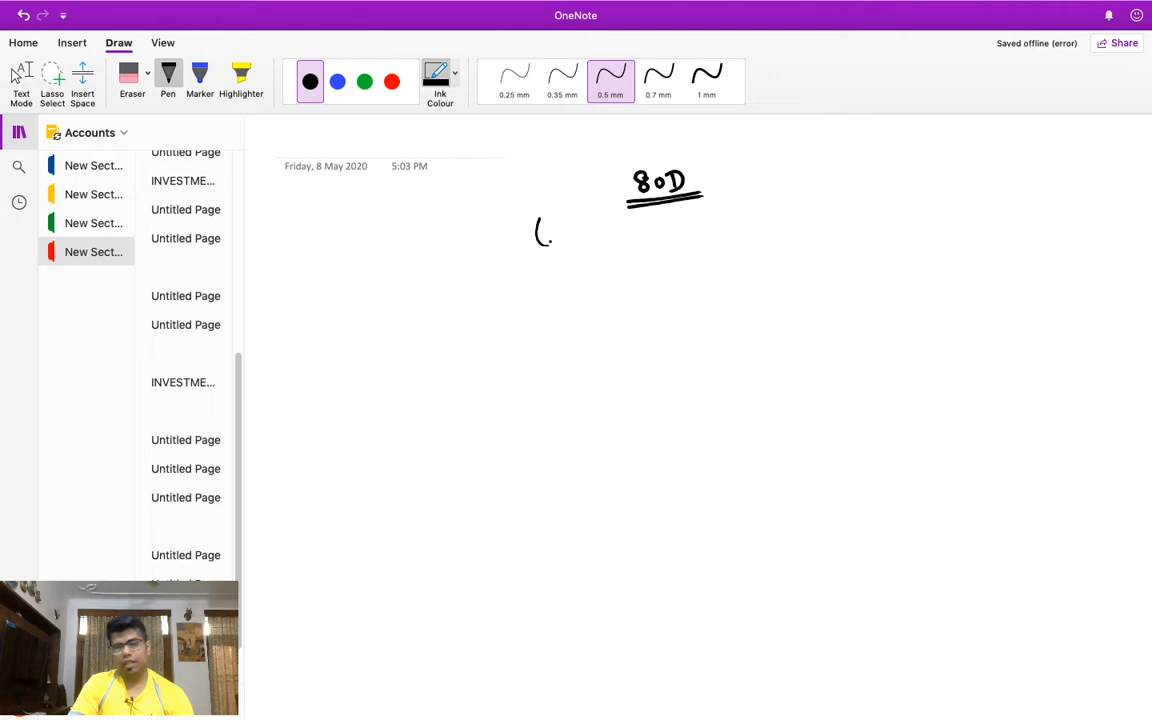 OneNote
Home Insert Draw View
Saved offline (error) Share
Text Mode
Lasso Select
Insert Space
Eraser
Pen
Marker
Highlighter
Ink Colour
0.25 mm
0.35 mm
0.5 mm
0.7 mm
1 mm
Accounts
New Sect...
New Sect...
New Sect...
New Sect...
Untitled Page
INVESTME...
Untitled Page
Untitled Page
Untitled Page
Untitled Page
INVESTME...
Untitled Page
Untitled Page
Untitled Page
Untitled Page
Friday, 8 May 2020 5:03 PM
80D
(.